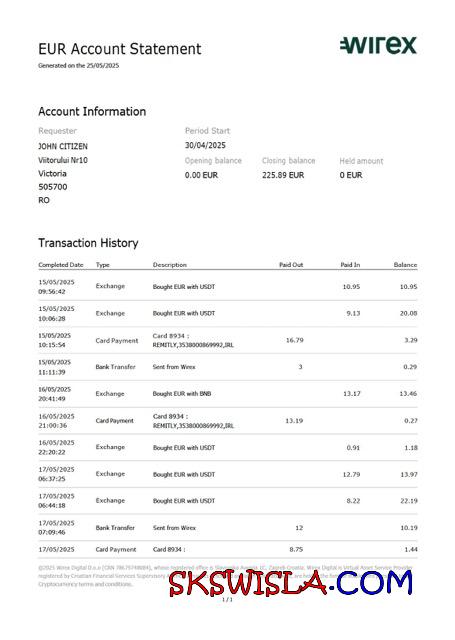 EUR Account Statement
wirex
Generated on the 25/05/2025
Account Information
Requester Period Start
JOHN CITIZEN 30/04/2025
Viitorului Nr10 Opening balance Closing balance Held amount
Victoria 0.00 EUR 225.89 EUR 0 EUR
505700
RO
Transaction History
Completed Date Type Description Paid Out Paid In Balance
15/05/2025
09:56:42 Exchange Bought EUR with USDT 10.95 10.95
15/05/2025
10:06:28 Exchange Bought EUR with USDT 9.13 20.08
15/05/2025
10:15:54 Card Payment Card 8934 :
REMITLY,3538000869992,IRL 16.79 3.29
15/05/2025
11:11:39 Bank Transfer Sent from Wirex 3 0.29
16/05/2025
20:41:49 Exchange Bought EUR with BNB 13.17 13.46
16/05/2025
21:00:36 Card Payment Card 8934 :
REMITLY,3538000869992,IRL 13.19 0.27
16/05/2025
22:20:22 Exchange Bought EUR with USDT 0.91 1.18
17/05/2025
06:37:25 Exchange Bought EUR with USDT 12.79 13.97
17/05/2025
06:44:18 Exchange Bought EUR with USDT 8.22 22.19
17/05/2025
07:09:46 Bank Transfer Sent from Wirex 12 10.19
17/05/2025 Card Payment Card 8934 : 8.75 1.44
©2025 Wirex Digital D.o.o (CRN 78679748684), whose registered office is Zagreb Croatia. Wirex Digital is Virtual Asset Service Provider
registered by Croatian Financial Services Supervisory
Cryptocurrency terms and conditions.
SKSWISLA.COM
1 / 1